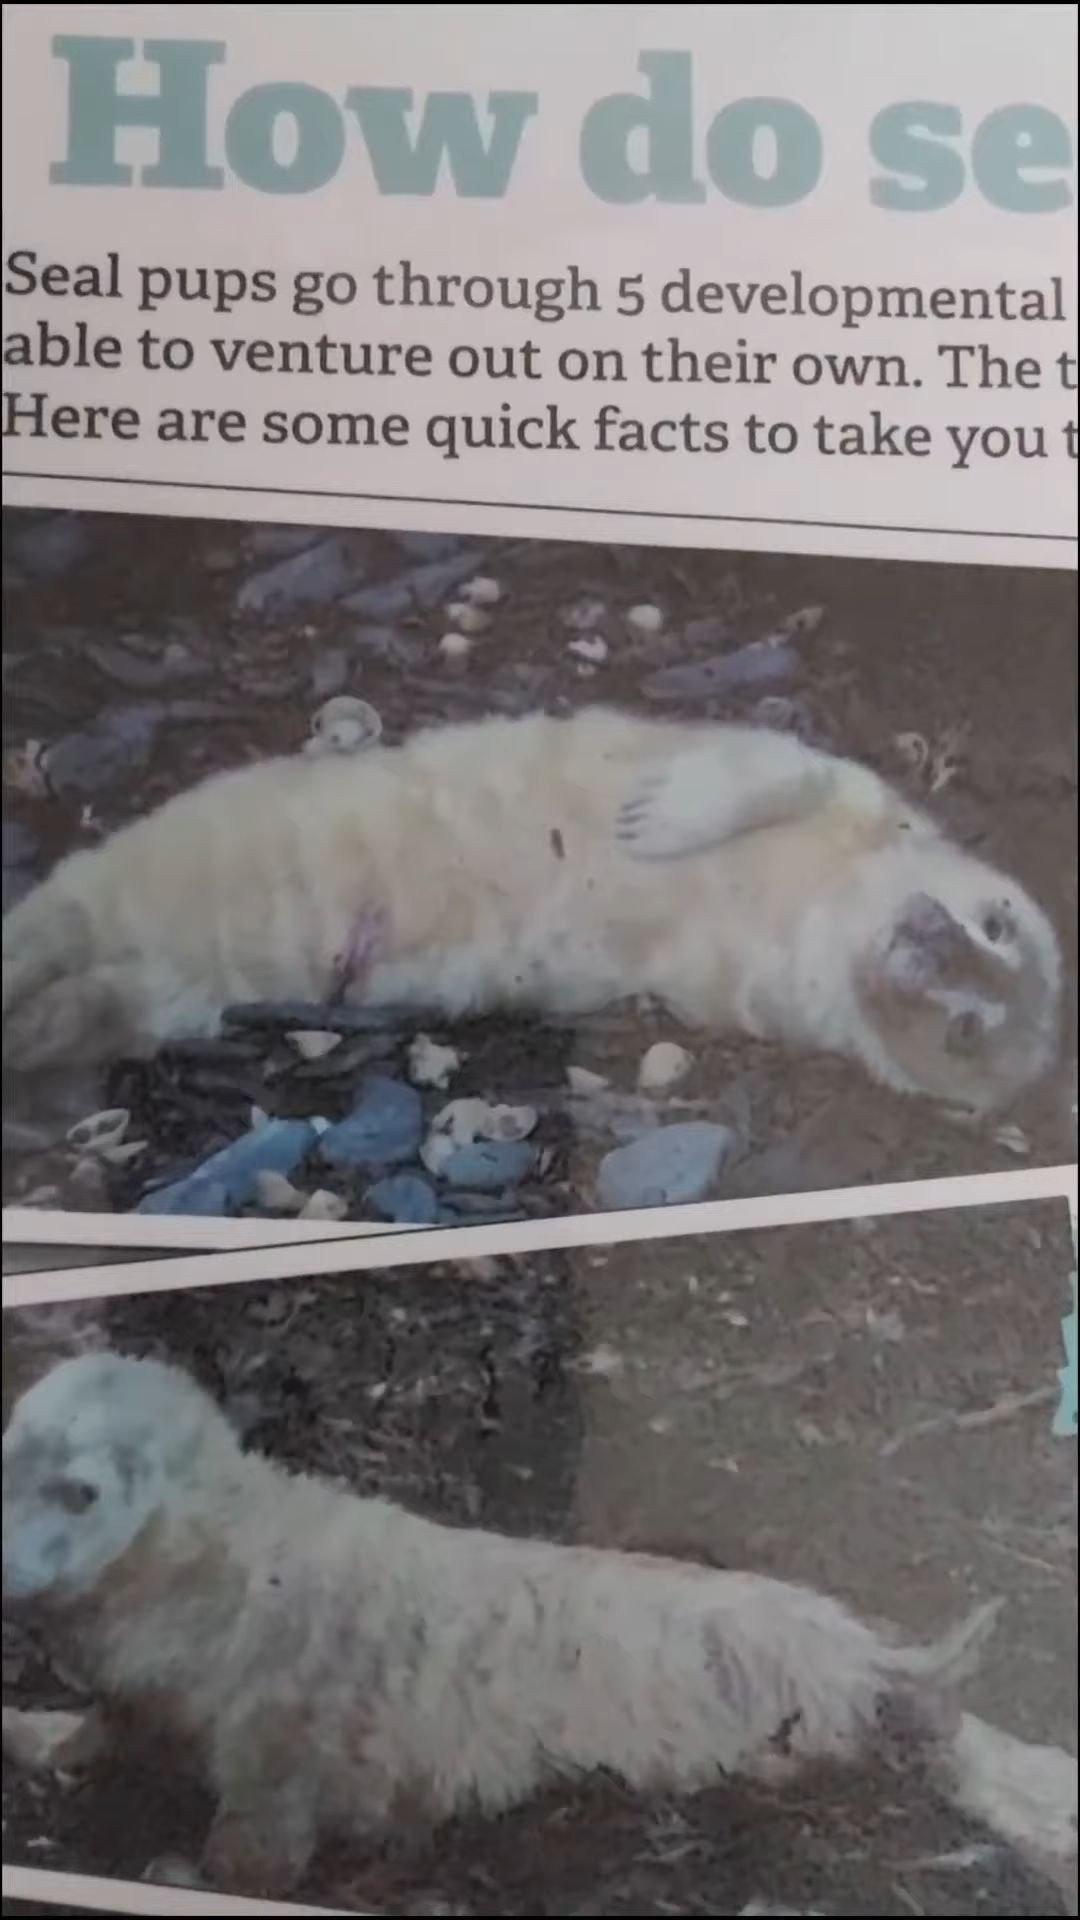 How do se
Seal pups go through 5 developmental
able to venture out on their own. The t
Here are some quick facts to take you t